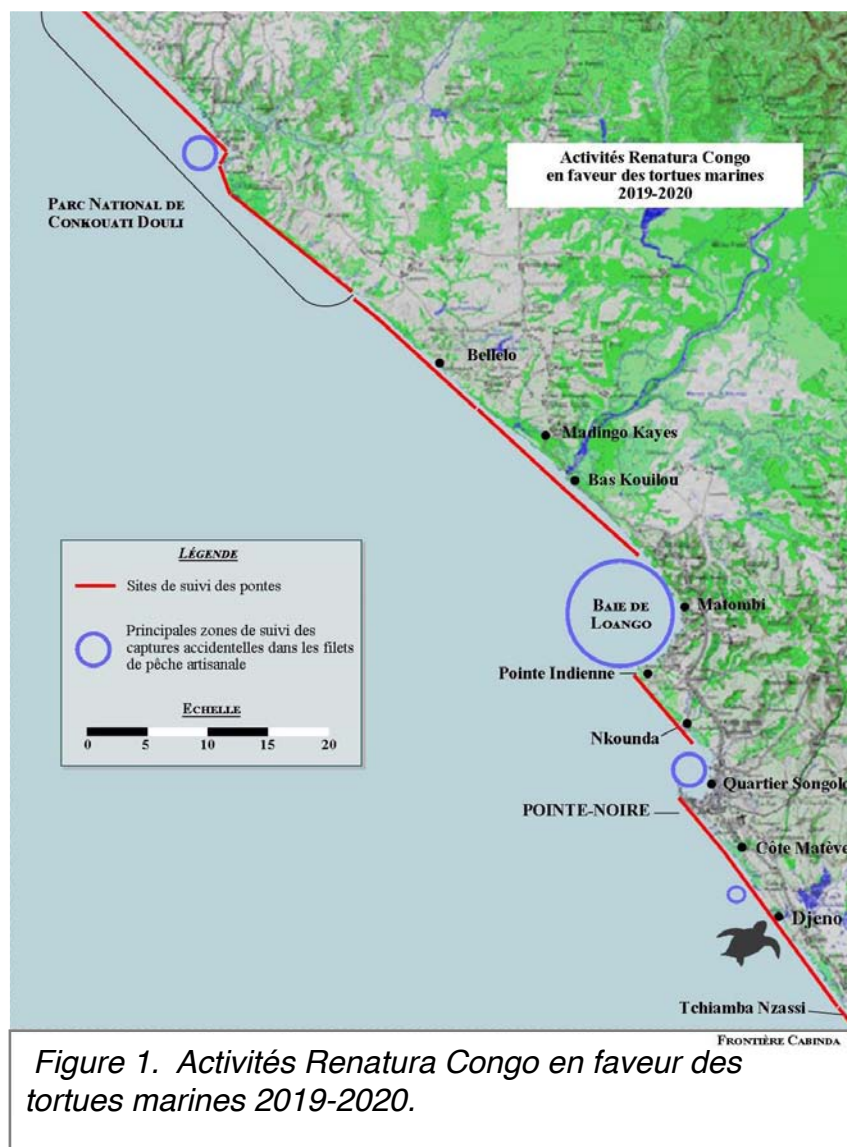 Activités Renatura Congo
en faveur des tortues marines
2019-2020
PARC NATIONAL DE
CONKOUATI DOULI
Bellelo
Madingo Kayes
Bas Kouilou
LÉGENDE
Sites de suivi des pontes
Principales zones de suivi des
captures accidentelles dans les filets
de pêche artisanale
ECHELLE
0 5 10 15 20
BAIE DE
LOANGO
Matombi
Pointe Indienne
Nkounda
Quartier Songolo
POINTE-NOIRE
Côte Matève
Djeno
Tchiamba Nzassi
FRONTIÈRE CABINDA
Figure 1. Activités Renatura Congo en faveur des
tortues marines 2019-2020.